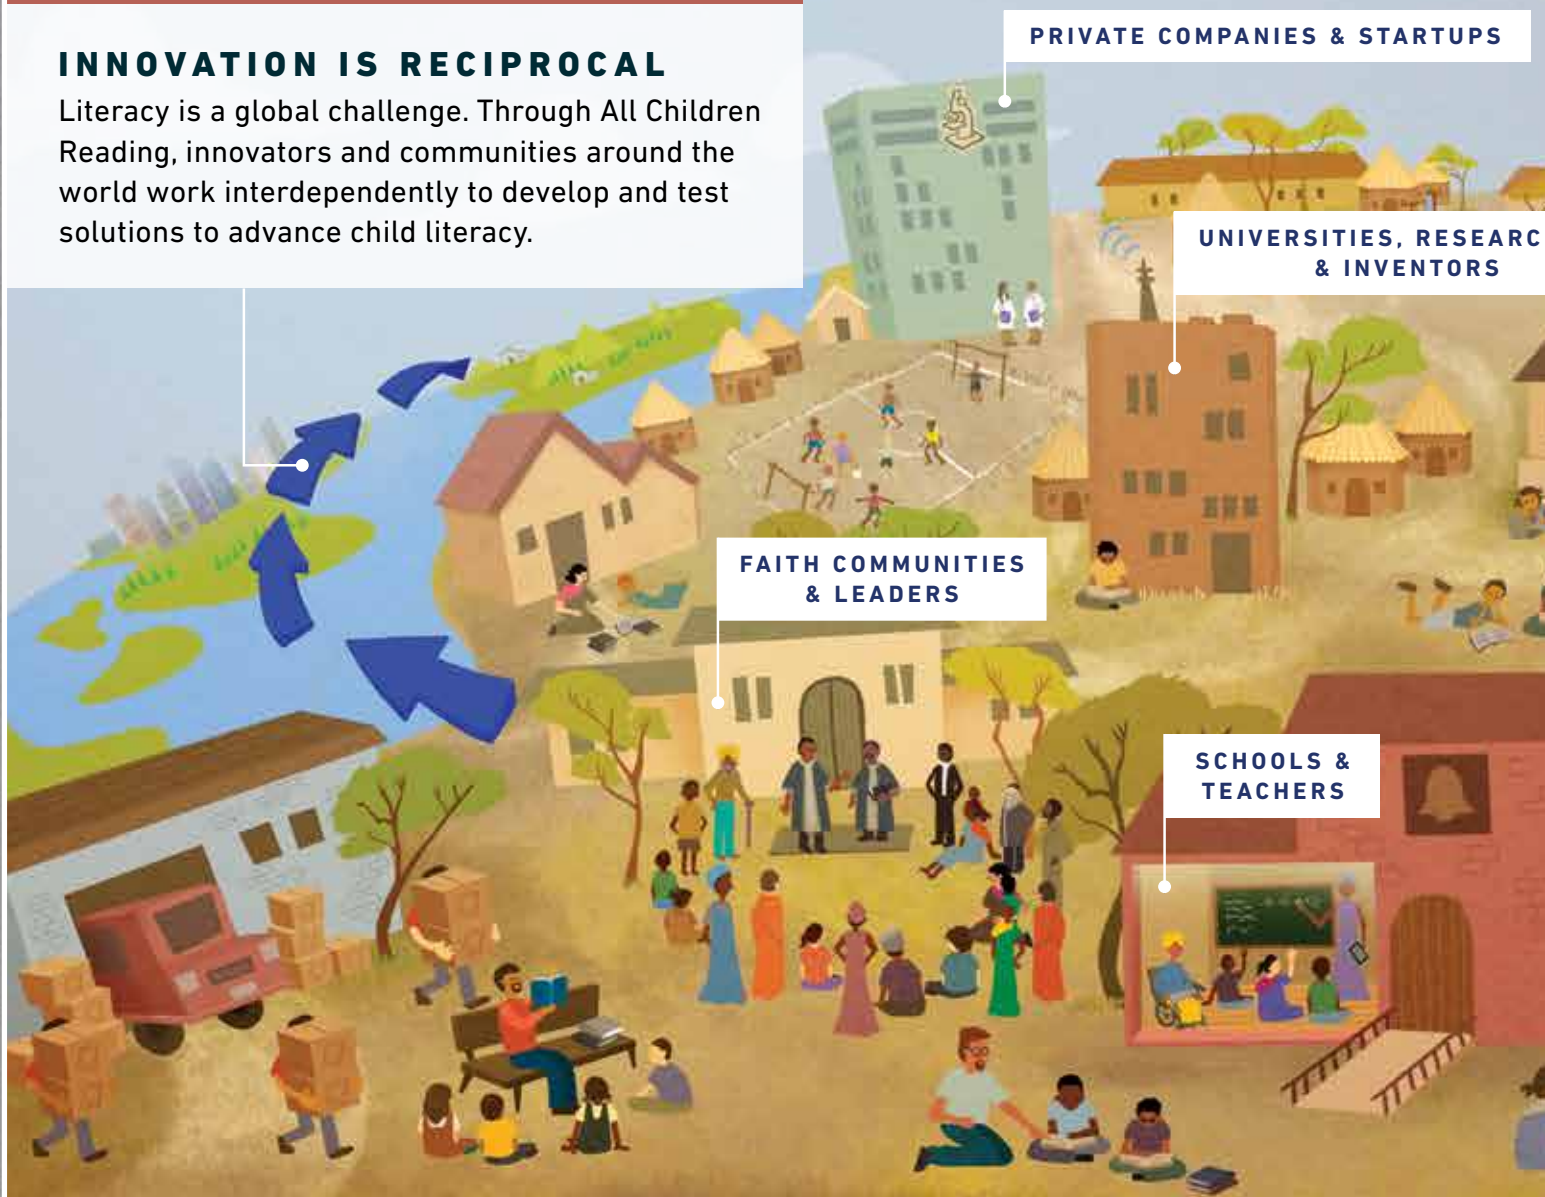 INNOVATION IS RECIPROCAL
Literacy is a global challenge. Through All Children
Reading, innovators and communities around the
world work interdependently to develop and test
solutions to advance child literacy.
PRIVATE COMPANIES & STARTUPS
UNIVERSITIES, RESEARC
& INVENTORS
FAITH COMMUNITIES
& LEADERS
SCHOOLS &
TEACHERS